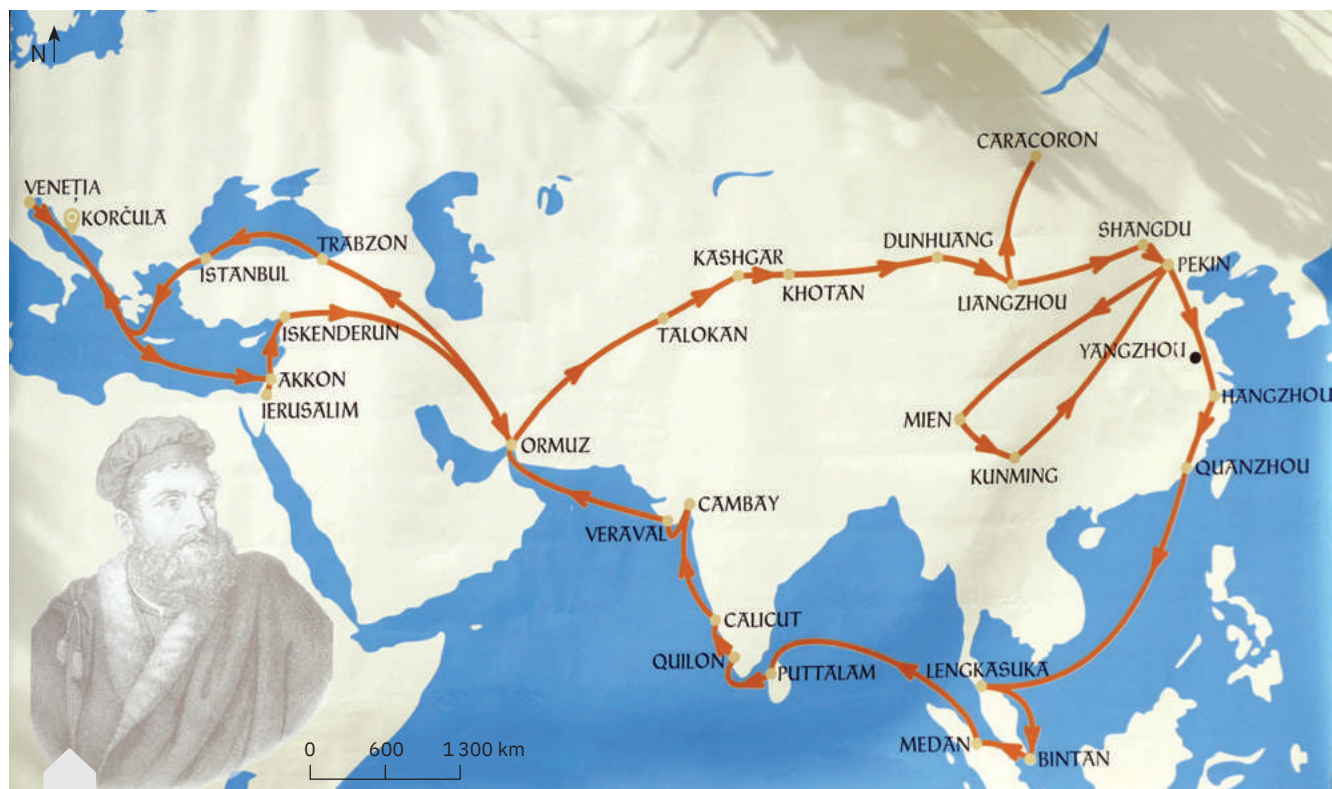 N
CARACORON
VENEȚIA
KORČULA
TRABZON
ISTANBUL
DUNHUANG
SHANGDU
KASHGAR
PEKIN
KHOTAN
LIANGZHOU
ISKENDERUN
TALOKAN
YANGZHOU
AKKON
IERUSALIM
HANGZHOU
MIEN
ORMUZ
KUNMING
QUANZHOU
CAMBAY
VERAVAL
CALICUT
QUILON
PUTTALAM
LENGKASUKA
MEDAN
BINTAN
0 600 1 300 km